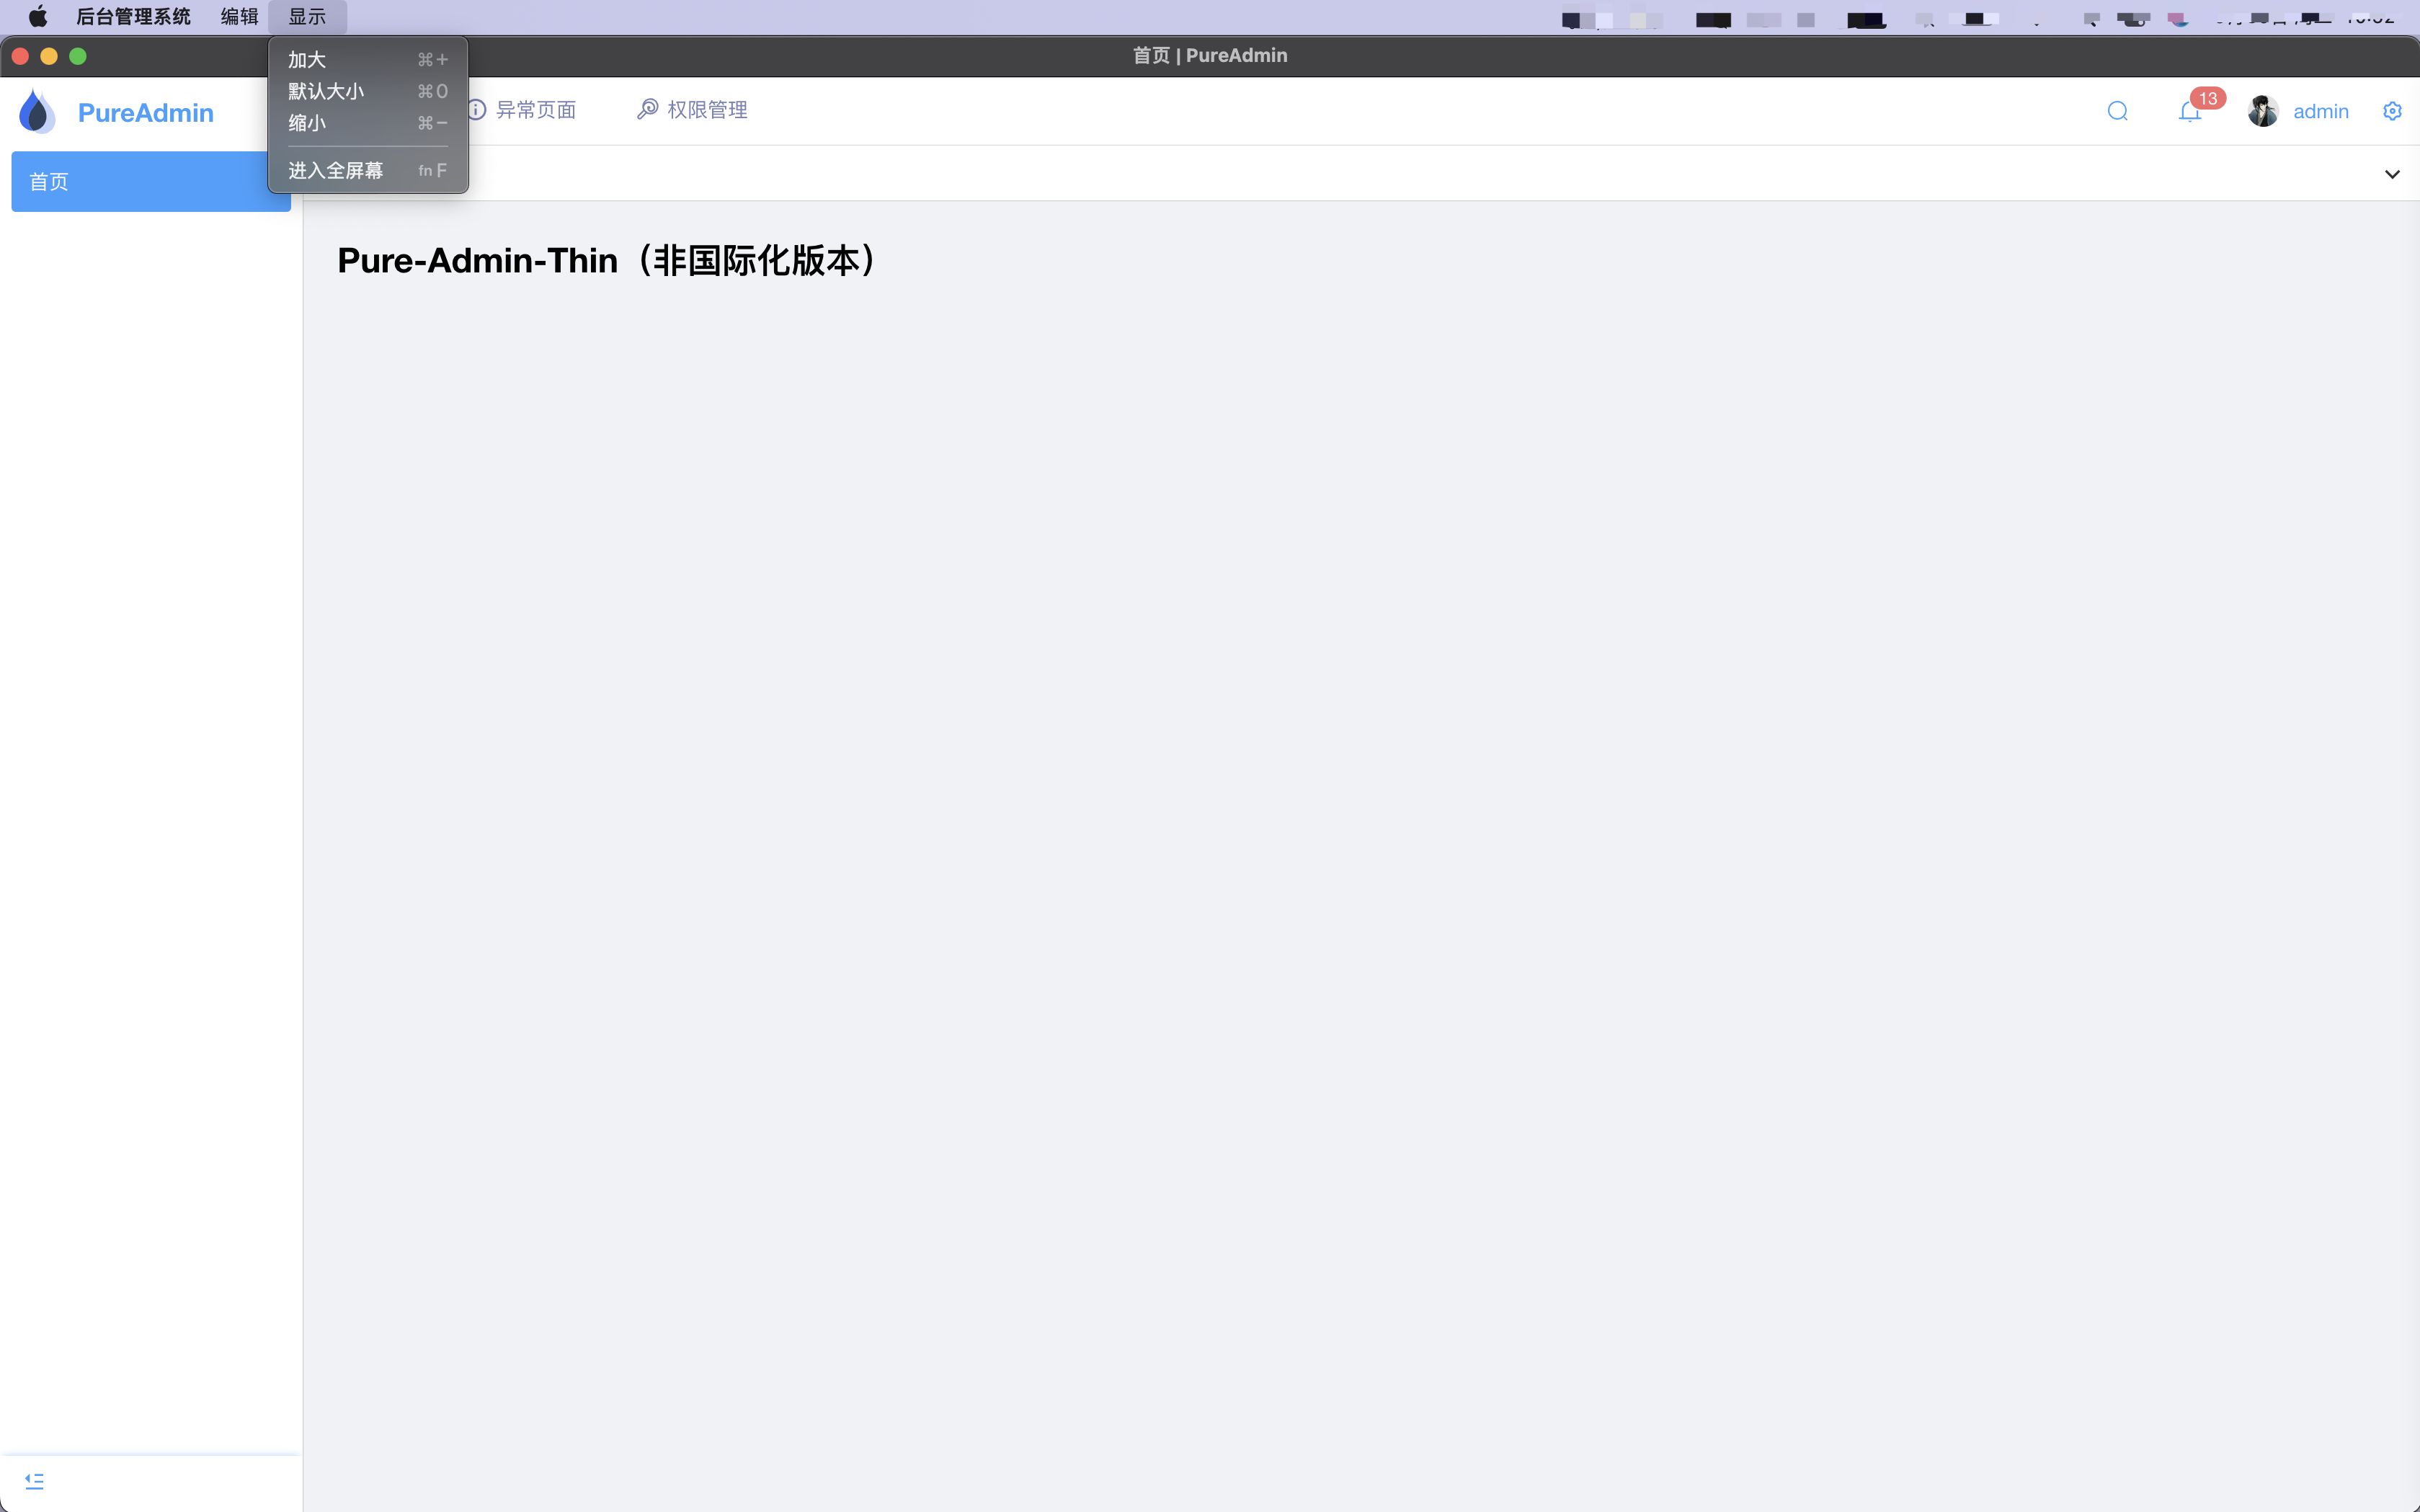 后台管理系统 编辑 显示
首页 | PureAdmin
加大 ⌘+
默认大小 ⌘0
缩小 ⌘−
进入全屏幕 fn F
PureAdmin
异常页面 权限管理
13
admin
首页
Pure-Admin-Thin（非国际化版本）